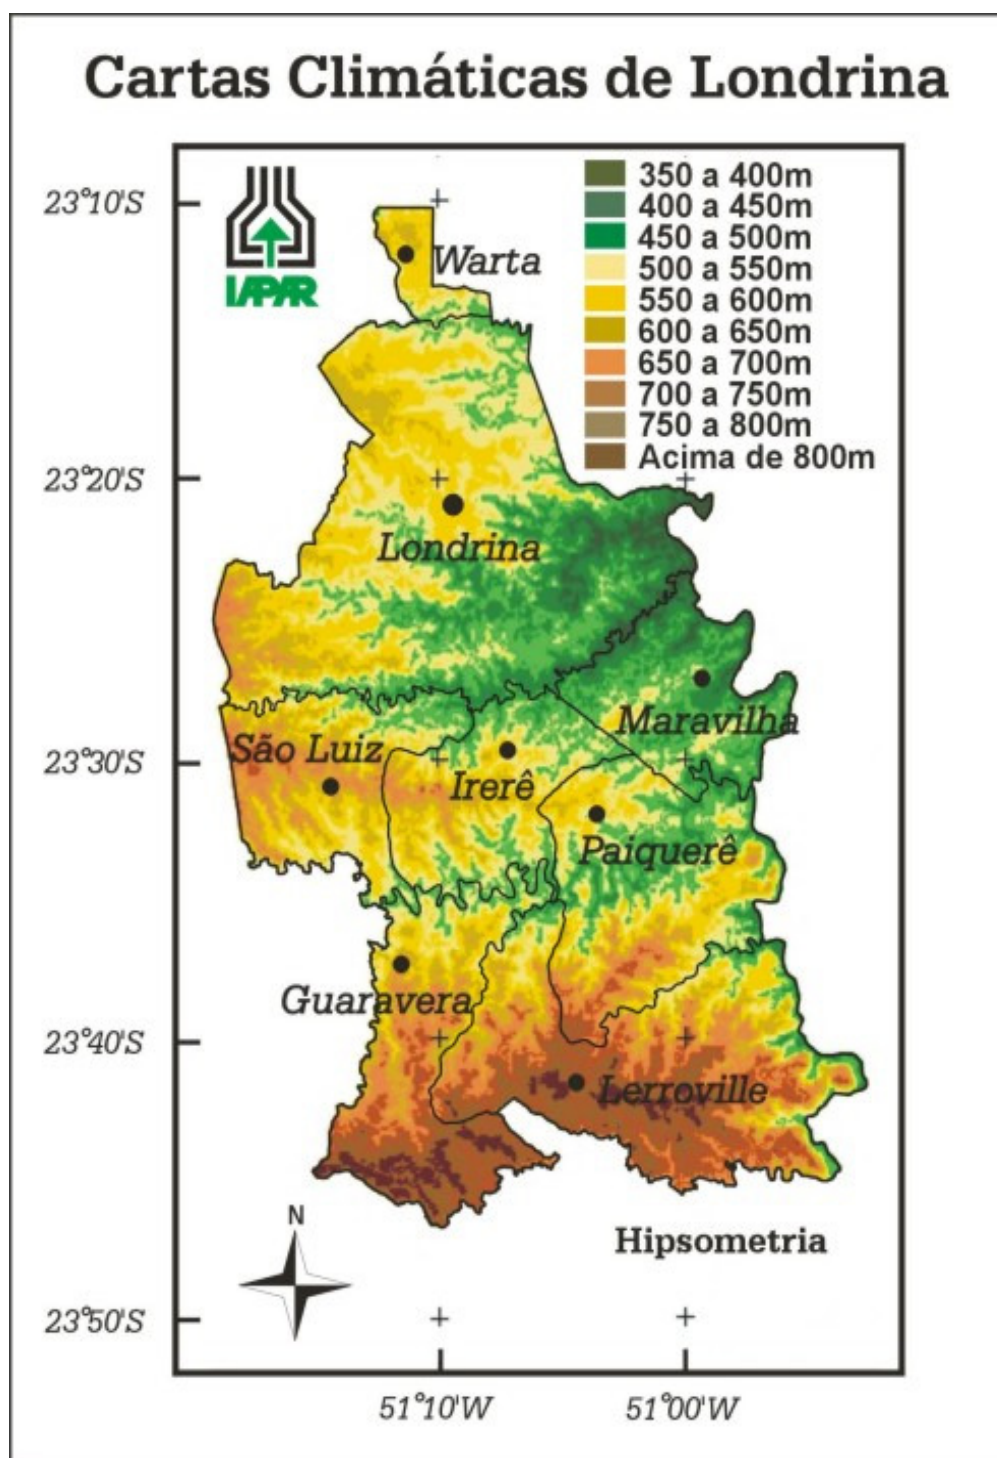 Cartas Climáticas de Londrina
IAPAR
350 a 400m
400 a 450m
450 a 500m
500 a 550m
550 a 600m
600 a 650m
650 a 700m
700 a 750m
750 a 800m
Acima de 800m
23°10'S
23°20'S
23°30'S
23°40'S
23°50'S
Warta
Londrina
Maravilha
São Luiz
Irerê
Paiquerê
Guaravera
Lerroville
N
Hipsometria
51°10'W
51°00'W